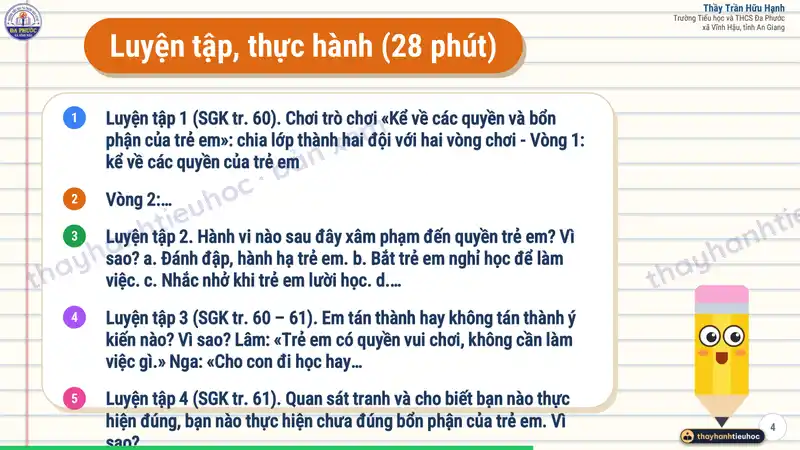 Thầy Trần Hữu Hạnh
Trường Tiểu học và THCS Đa Phước
xã Vĩnh Hậu, tỉnh An Giang
ĐA PHƯỚC
Luyện tập, thực hành (28 phút)
1 Luyện tập 1 (SGK tr. 60). Chơi trò chơi «Kể về các quyền và bổn
phận của trẻ em»: chia lớp thành hai đội với hai vòng chơi - Vòng 1:
kể về các quyền của trẻ em
2 Vòng 2:...
3 Luyện tập 2. Hành vi nào sau đây xâm phạm đến quyền trẻ em? Vì
sao? a. Đánh đập, hành hạ trẻ em. b. Bắt trẻ em nghỉ học để làm
việc. c. Nhắc nhở khi trẻ em lười học. d....
4 Luyện tập 3 (SGK tr. 60 – 61). Em tán thành hay không tán thành ý
kiến nào? Vì sao? Lâm: «Trẻ em có quyền vui chơi, không cần làm
việc gì.» Nga: «Cho con đi học hay...
5 Luyện tập 4 (SGK tr. 61). Quan sát tranh và cho biết bạn nào thực
hiện đúng, bạn nào thực hiện chưa đúng bổn phận của trẻ em. Vì
sao?
thayhanhtieuhoc · bản xem
thayhanhtieuhoc
thayhanhtieuhoc
4